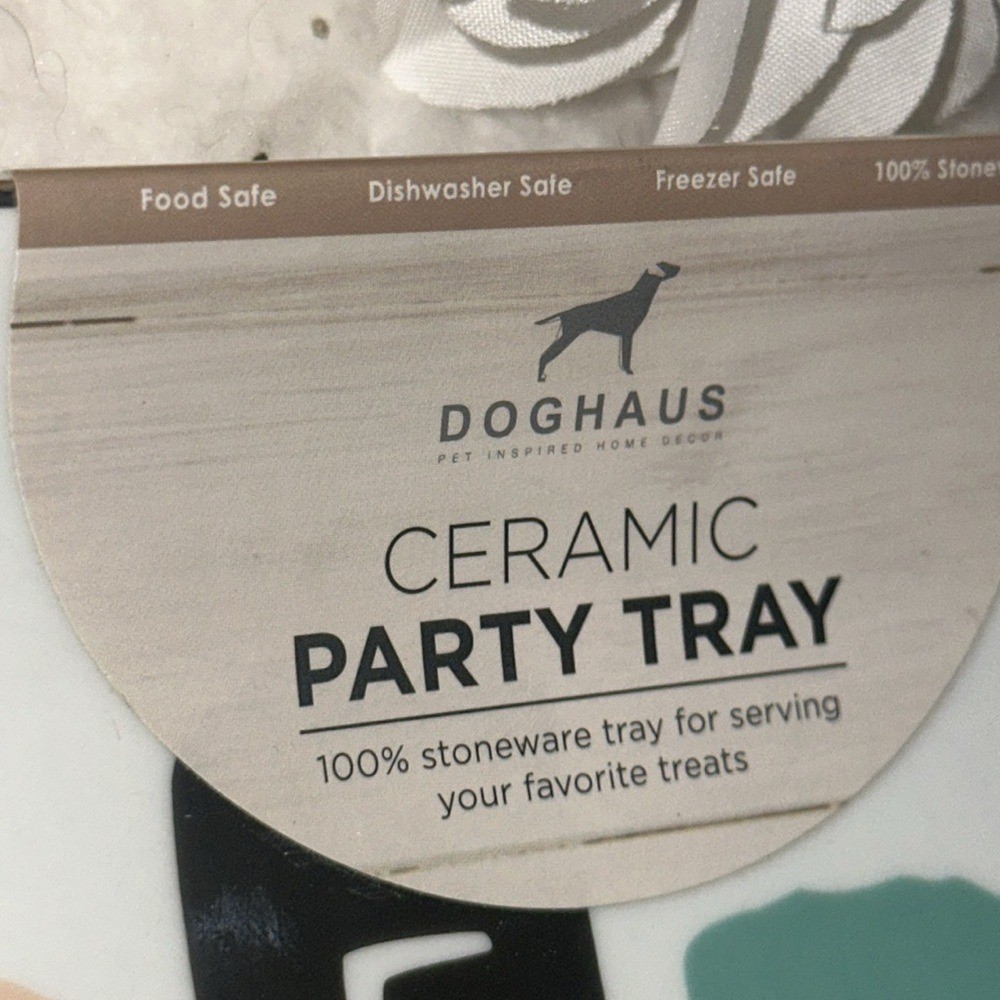 Food Safe Dishwasher Safe Freezer Safe 100%
DOGHAUS
PET INSPIRED HOME DECOR
CERAMIC
PARTY TRAY
100% stoneware tray for serving
your favorite treats